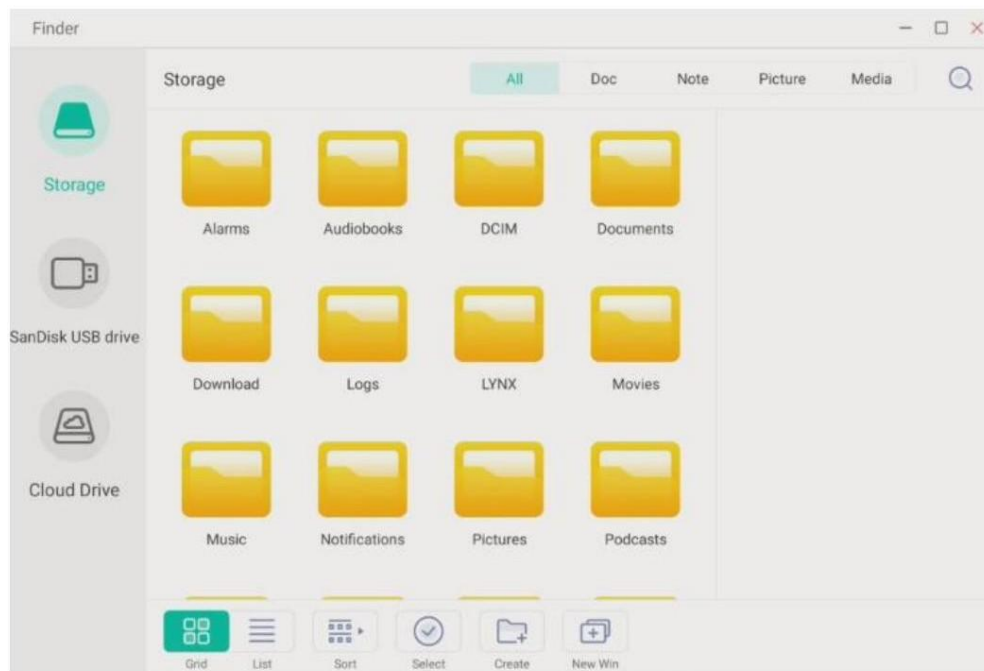 Finder
Storage
All Doc Note Picture Media
Storage
SanDisk USB drive
Cloud Drive
Alarms Audiobooks DCIM Documents
Download Logs LYNX Movies
Music Notifications Pictures Podcasts
Grid List Sort Select Create New Win